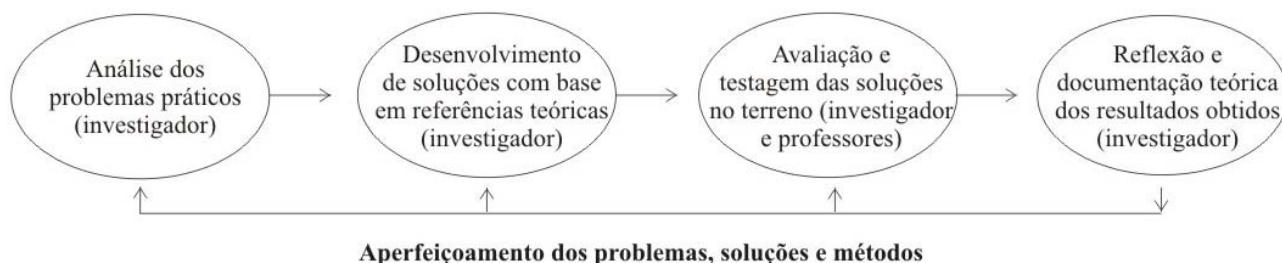 Análise dos
problemas práticos
(investigador)
Desenvolvimento
de soluções com base
em referências teóricas
(investigador)
Avaliação e
testagem das soluções
no terreno (investigador
e professores)
Reflexão e
documentação teórica
dos resultados obtidos
(investigador)
Aperfeiçoamento dos problemas, soluções e métodos